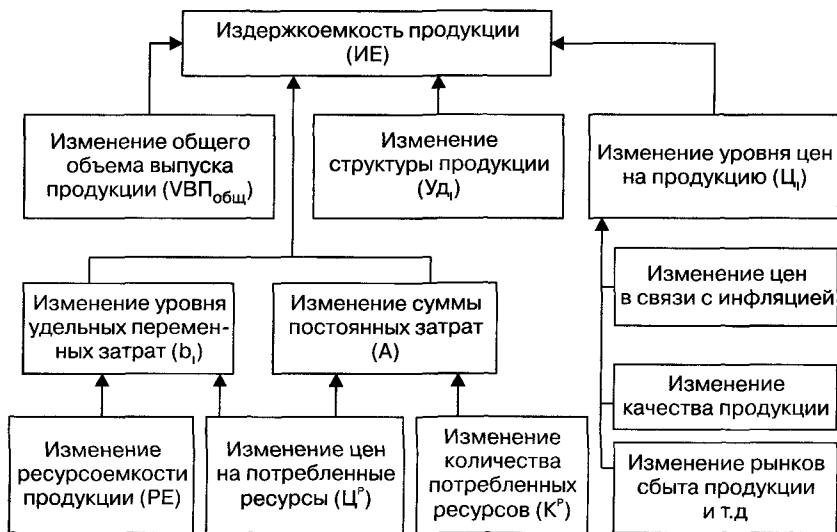 Издержкоемкость продукции
(ИЕ)
Изменение общего
объема выпуска
продукции (VВПобщ)
Изменение
структуры продукции
(Удi)
Изменение уровня цен
на продукцию (Цi)
Изменение уровня
удельных перемен-
ных затрат (bi)
Изменение суммы
постоянных затрат
(А)
Изменение цен
в связи с инфляцией
Изменение
качества продукции
Изменение
ресурсоемкости
продукции (РЕ)
Изменение цен
на потребленные
ресурсы (Цᴾ)
Изменение
количества
потребленных
ресурсов (Кᴾ)
Изменение рынков
сбыта продукции
и т.д